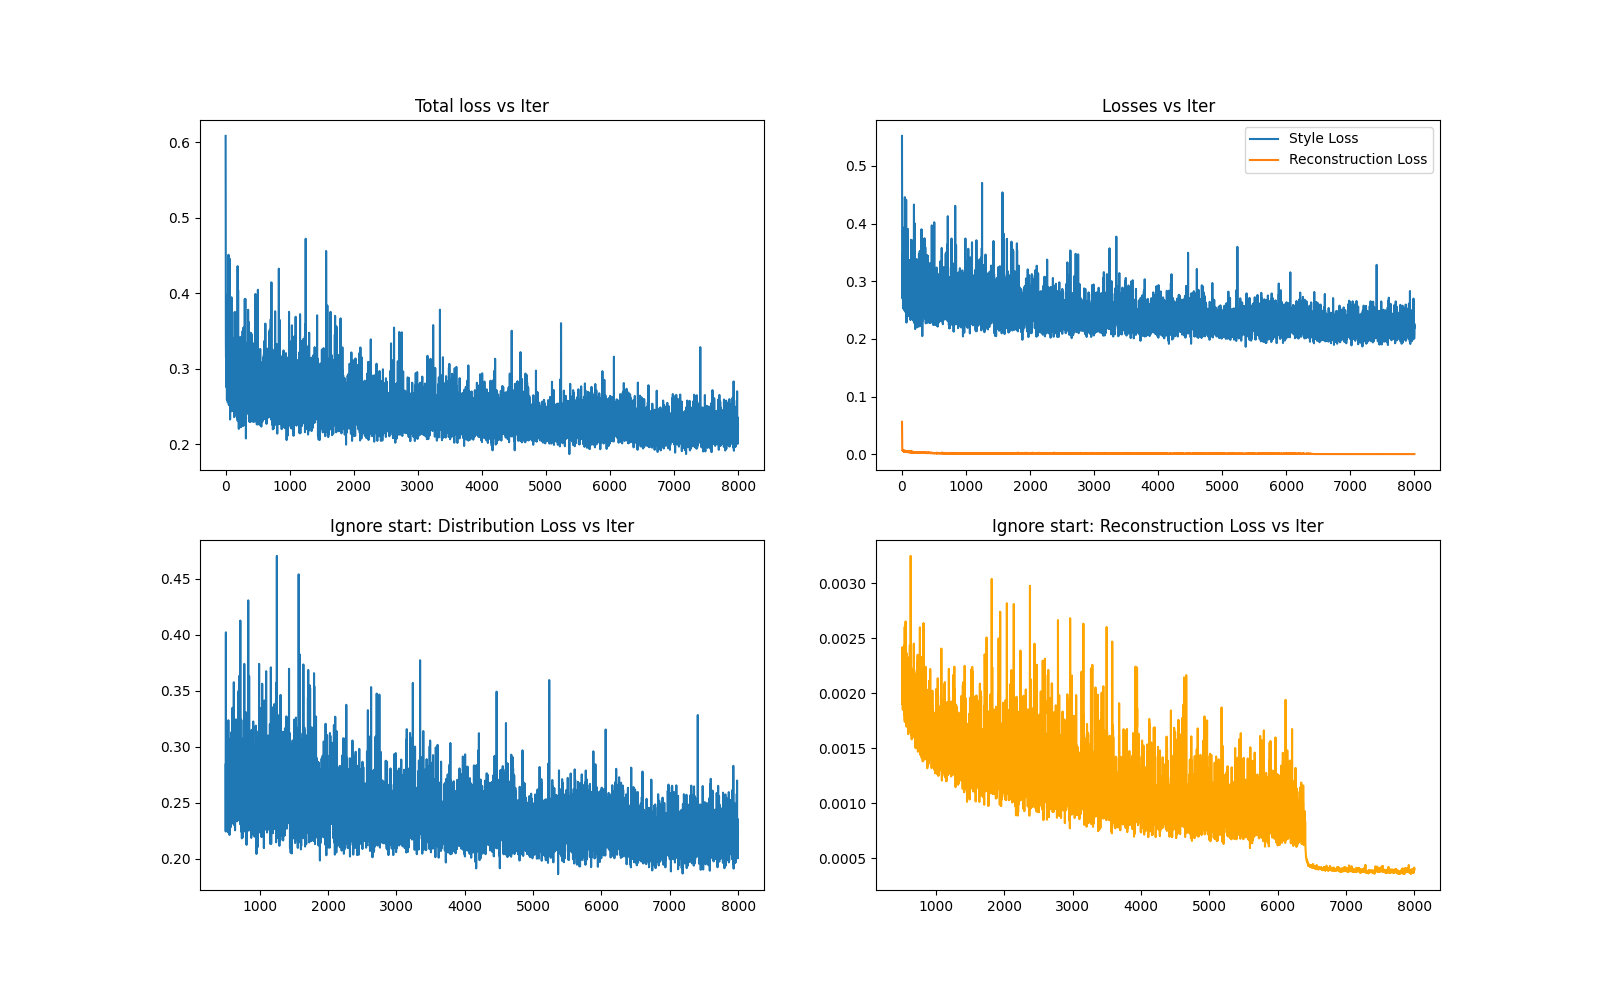 Total loss vs Iter
0.6
0.5
0.4
0.3
0.2
0 1000 2000 3000 4000 5000 6000 7000 8000
Losses vs Iter
Style Loss
Reconstruction Loss
0.5
0.4
0.3
0.2
0.1
0.0
0 1000 2000 3000 4000 5000 6000 7000 8000
Ignore start: Distribution Loss vs Iter
0.45
0.40
0.35
0.30
0.25
0.20
1000 2000 3000 4000 5000 6000 7000 8000
Ignore start: Reconstruction Loss vs Iter
0.0030
0.0025
0.0020
0.0015
0.0010
0.0005
1000 2000 3000 4000 5000 6000 7000 8000